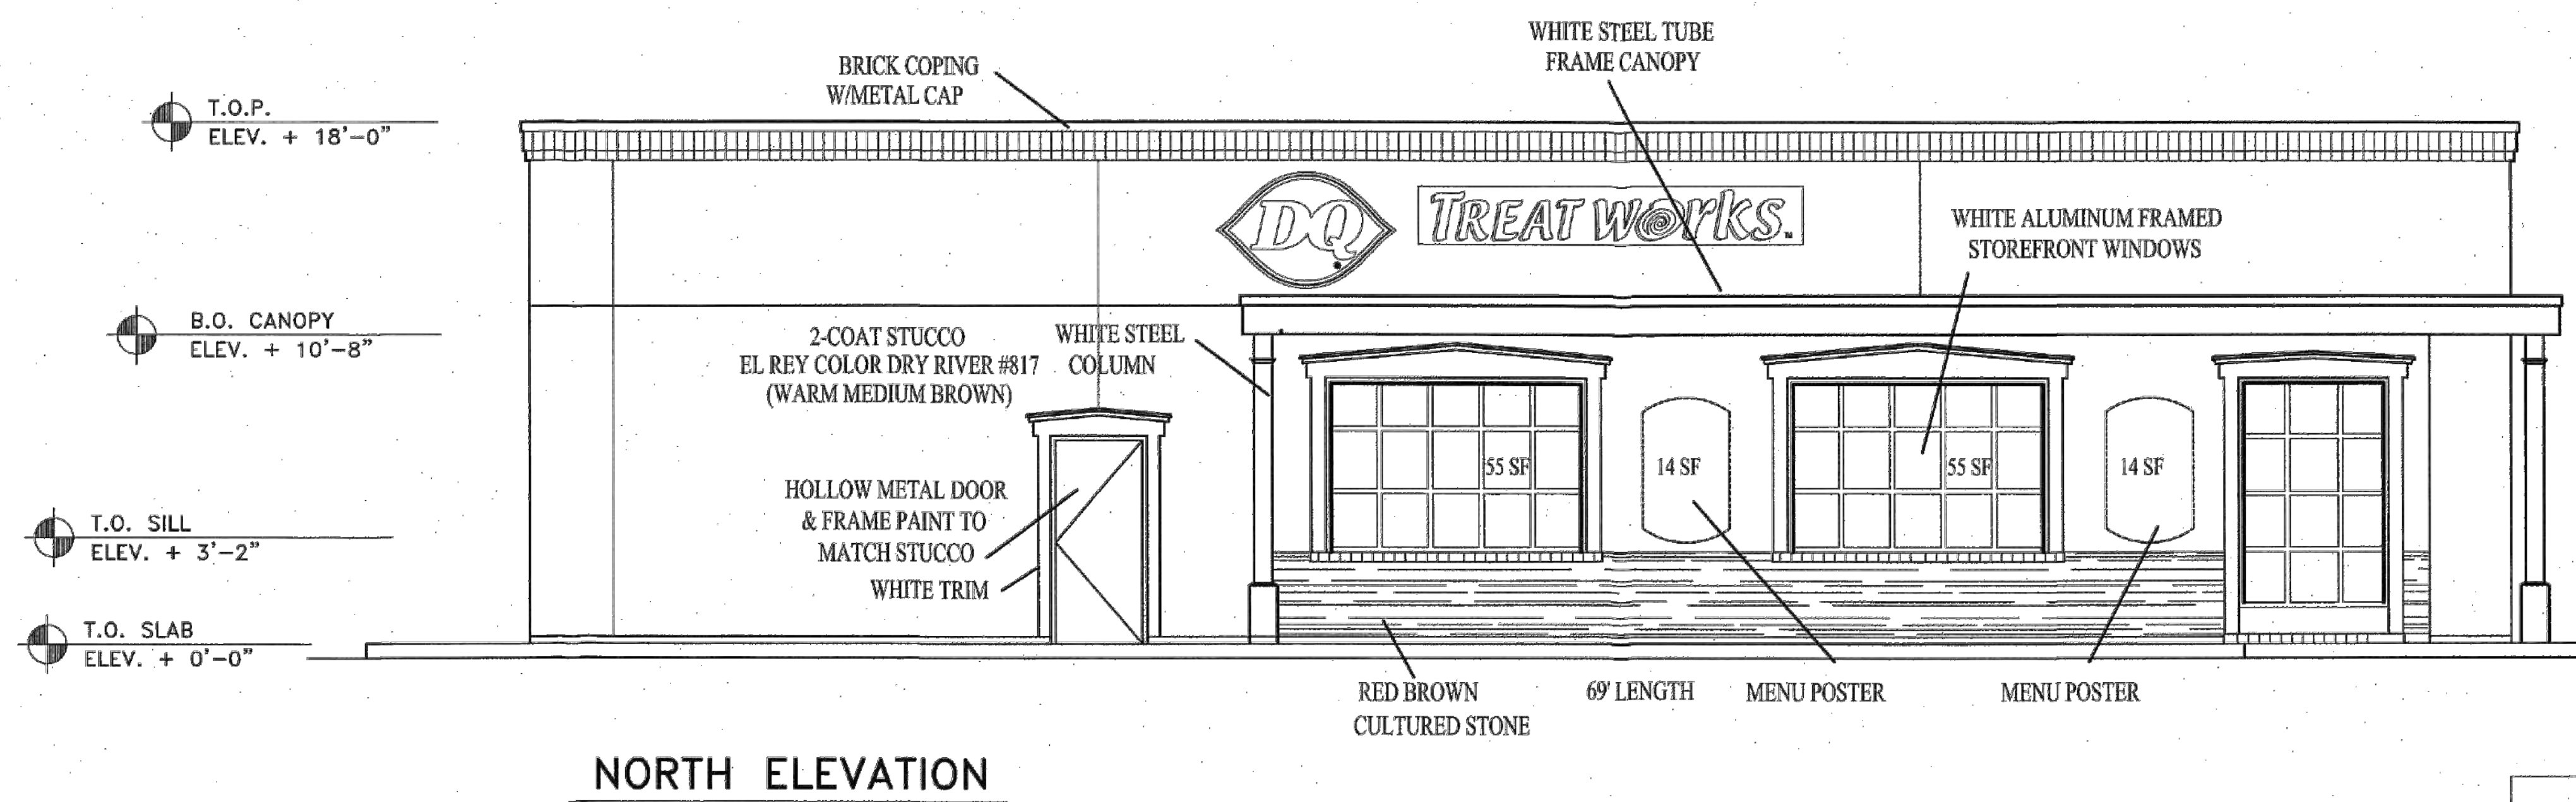 WHITE STEEL TUBE
FRAME CANOPY
BRICK COPING
W/METAL CAP
T.O.P.
ELEV. + 18'-0"
DQ
®
TREAT WORKS™
WHITE ALUMINUM FRAMED
STOREFRONT WINDOWS
B.O. CANOPY
ELEV. + 10'-8"
2-COAT STUCCO
EL REY COLOR DRY RIVER #817
(WARM MEDIUM BROWN)
WHITE STEEL
COLUMN
55 SF
14 SF
55 SF
14 SF
HOLLOW METAL DOOR
& FRAME PAINT TO
MATCH STUCCO
WHITE TRIM
T.O. SILL
ELEV. + 3'-2"
T.O. SLAB
ELEV. + 0'-0"
RED BROWN
CULTURED STONE
69' LENGTH
MENU POSTER
MENU POSTER
NORTH ELEVATION